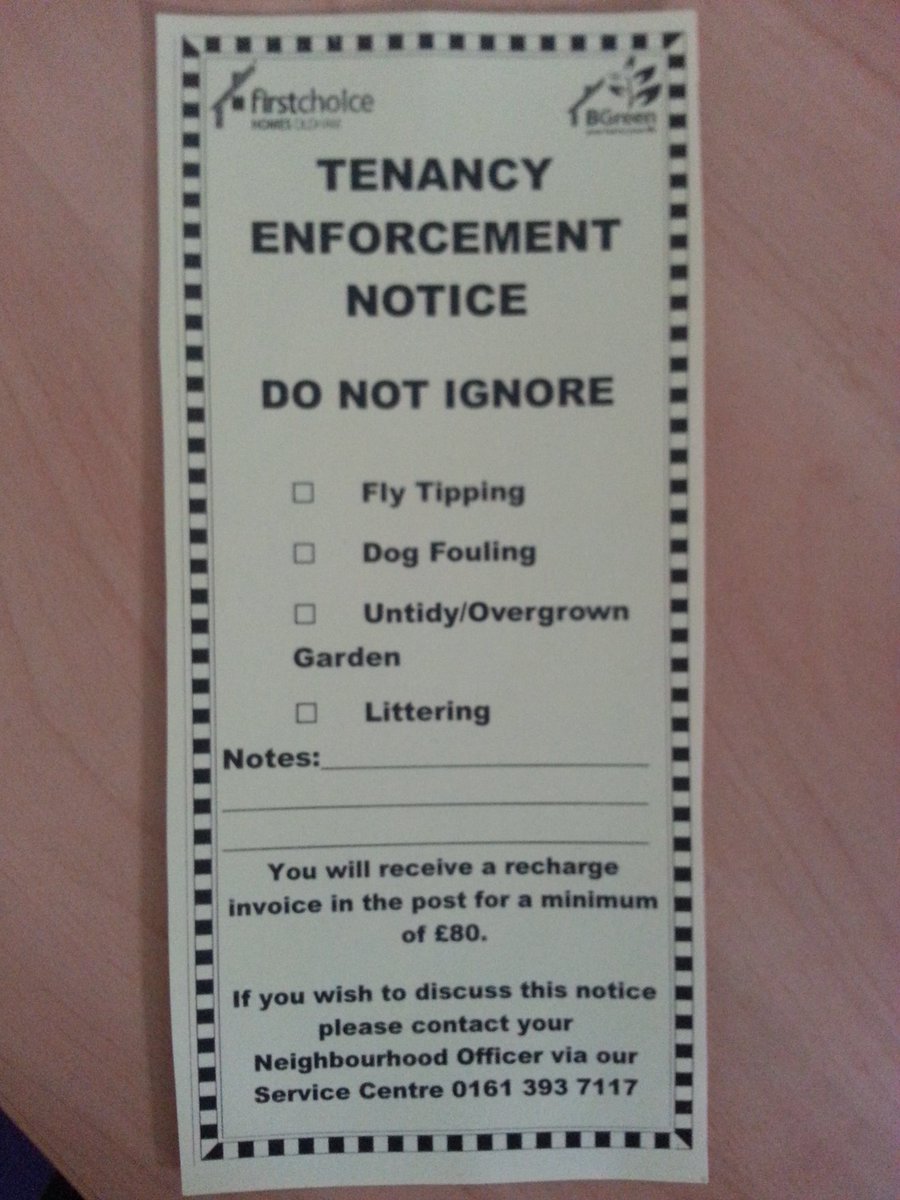 firstchoice
HOMES OLDHAM
BGreen
TENANCY
ENFORCEMENT
NOTICE
DO NOT IGNORE
☐ Fly Tipping
☐ Dog Fouling
☐ Untidy/Overgrown
Garden
☐ Littering
Notes:
You will receive a recharge
invoice in the post for a minimum
of £80.
If you wish to discuss this notice
please contact your
Neighbourhood Officer via our
Service Centre 0161 393 7117